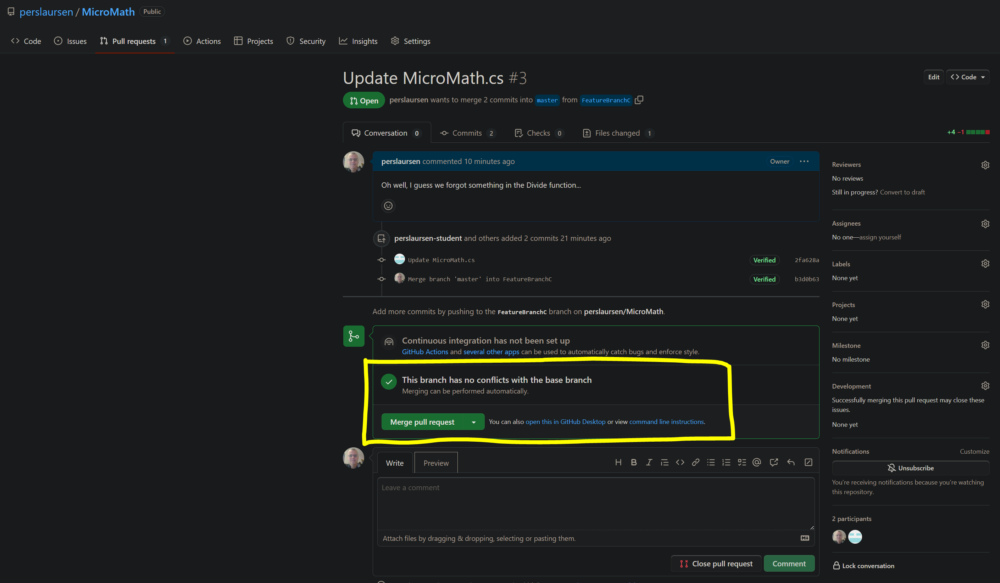 perslaursen / MicroMath Public
Code Issues Pull requests 1 Actions Projects Security Insights Settings
Update MicroMath.cs #3
Edit Code
Open perslaursen wants to merge 2 commits into master from FeatureBranchC
Conversation 0 Commits 2 Checks 0 Files changed 1
+4 −1
perslaursen commented 10 minutes ago Owner
Oh well, I guess we forgot something in the Divide function...
perslaursen-student and others added 2 commits 21 minutes ago
Update MicroMath.cs Verified 2fa628a
Merge branch 'master' into FeatureBranchC Verified b3d0b63
Add more commits by pushing to the FeatureBranchC branch on perslaursen/MicroMath.
Continuous integration has not been set up
GitHub Actions and several other apps can be used to automatically catch bugs and enforce style.
This branch has no conflicts with the base branch
Merging can be performed automatically.
Merge pull request You can also open this in GitHub Desktop or view command line instructions.
Write Preview
Leave a comment
Attach files by dragging & dropping, selecting or pasting them.
Close pull request Comment
Reviewers
No reviews
Still in progress? Convert to draft
Assignees
No one—assign yourself
Labels
None yet
Projects
None yet
Milestone
No milestone
Development
Successfully merging this pull request may close these
issues.
None yet
Notifications Customize
Unsubscribe
You're receiving notifications because you're watching
this repository.
2 participants
Lock conversation